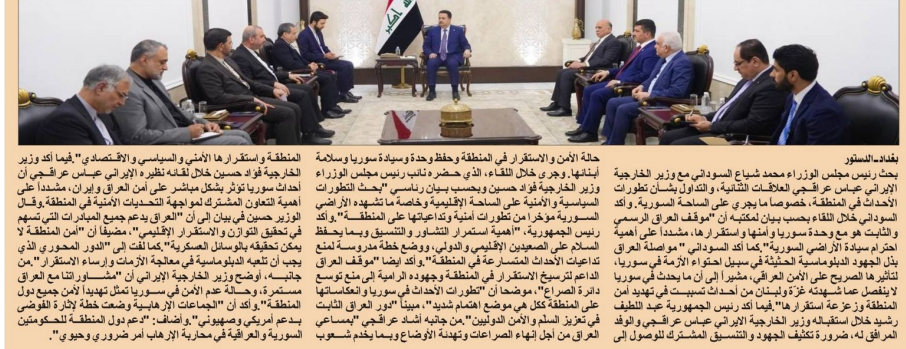 الله أكبر
بغداد-الدستور
بحث رئيس مجلس الوزراء محمد شياع السوداني مع وزير الخارجية
الإيراني عباس عراقجي العلاقات الثنائية، والتداول بشأن تطورات
الأحداث في المنطقة، خصوصا ما يجري على الساحة السورية. وأكد
السوداني خلال اللقاء بحسب بيان لمكتبه أن "موقف العراق الرسمي
والثابت هو مع وحدة سوريا وأمنها واستقرارها، مشدداً على أهمية
احترام سيادة الأراضي السورية".كما أكد السوداني " مواصلة العراق
بذل الجهود الدبلوماسية الحثيثة في سبيل احتواء الأزمة في سوريا،
لتأثيرها الصريح على الأمن العراقي، مشيراً إلى أن ما يحدث في سوريا
لا ينفصل عما شهدته غزّة ولبنان من أحداث تسببت في تهديد أمن
المنطقة وزعزعة استقرارها".فيما أكد رئيس الجمهورية عبد اللطيف
رشيد خلال استقباله وزير الخارجية الإيراني عباس عراقجي والوفد
المرافق له، ضرورة تكثيف الجهود والتنسيق المشترك للوصول إلى
حالة الأمن والاستقرار في المنطقة وحفظ وحدة وسيادة سوريا وسلامة
أبنائها.وجرى خلال اللقاء، الذي حضره نائب رئيس مجلس الوزراء
وزير الخارجية فؤاد حسين وبحسب بيان رئاسي "بحث التطورات
السياسية والأمنية على الساحة الإقليمية وخاصة ما تشهده الأراضي
السورية مؤخرا من تطورات أمنية وتداعياتها على المنطقة".وأكد
رئيس الجمهورية، "أهمية استمرار التشاور والتنسيق وبما يحفظ
السلام على الصعيدين الإقليمي والدولي، ووضع خطة مدروسة لمنع
تداعيات الأحداث المتسارعة في المنطقة".وأكد ايضا "موقف العراق
الداعم لترسيخ الاستقرار في المنطقة وجهوده الرامية إلى منع توسيع
دائرة الصراع"، موضحا أن "تطورات الأحداث في سوريا وانعكاساتها
على المنطقة ككل هي موضع اهتمام شديد"، مبيناً "دور العراق الثابت
في تعزيز السلم والأمن الدوليين".من جانبه أشاد عراقجي "بمساعي
العراق من أجل إنهاء الصراعات وتهدئة الأوضاع وبما يخدم شعوب
المنطقة واستقرارها الأمني والسياسي والاقتصادي".فيما أكد وزير
الخارجية فؤاد حسين خلال لقائه نظيره الإيراني عباس عراقجي أن
أحداث سوريا تؤثر بشكل مباشر على أمن العراق وإيران، مشدداً على
أهمية التعاون المشترك لمواجهة التحديات الأمنية في المنطقة.وقال
الوزير حسين في بيان إلى أن "العراق يدعم جميع المبادرات التي تسهم
في تحقيق التوازن والاستقرار الإقليمي"، مضيفاً أن "أمن المنطقة لا
يمكن تحقيقه بالوسائل العسكرية".كما لفت إلى "الدور المحوري الذي
يجب أن تلعبه الدبلوماسية في معالجة الأزمات وإرساء الاستقرار".من
جانبه، أوضح وزير الخارجية الإيراني أن "مشاوراتنا مع العراق
مستمرة، وحالة عدم الأمن في سوريا تمثل تهديداً لأمن جميع دول
المنطقة".وأكد أن "الجماعات الإرهابية وضعت خطة لإثارة الفوضى
بدعم أمريكي وصهيوني".وأضاف: "ندعم دول المنطقة للحكومتين
السورية والعراقية في محاربة الإرهاب أمر ضروري وحيوي".